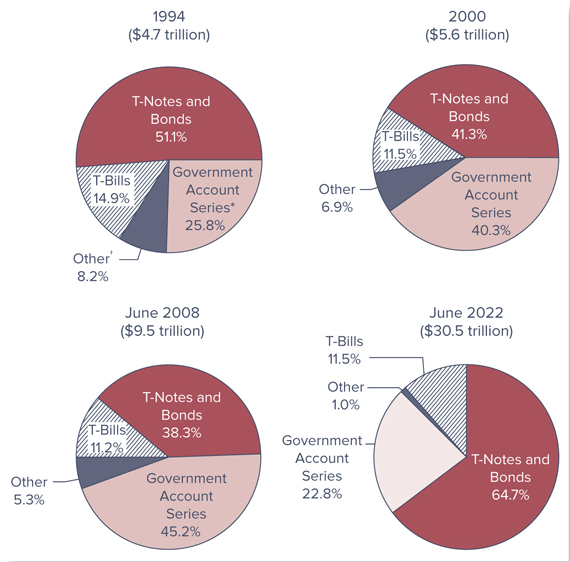 1994
($4.7 trillion)
T-Notes and
Bonds
51.1%
T-Bills
14.9%
Government
Account
Series*
25.8%
Other†
8.2%
2000
($5.6 trillion)
T-Notes and
Bonds
41.3%
T-Bills
11.5%
Other
6.9%
Government
Account
Series
40.3%
June 2008
($9.5 trillion)
T-Notes and
Bonds
38.3%
T-Bills
11.2%
Other
5.3%
Government
Account
Series
45.2%
June 2022
($30.5 trillion)
T-Bills
11.5%
Other
1.0%
Government
Account
Series
22.8%
T-Notes and
Bonds
64.7%